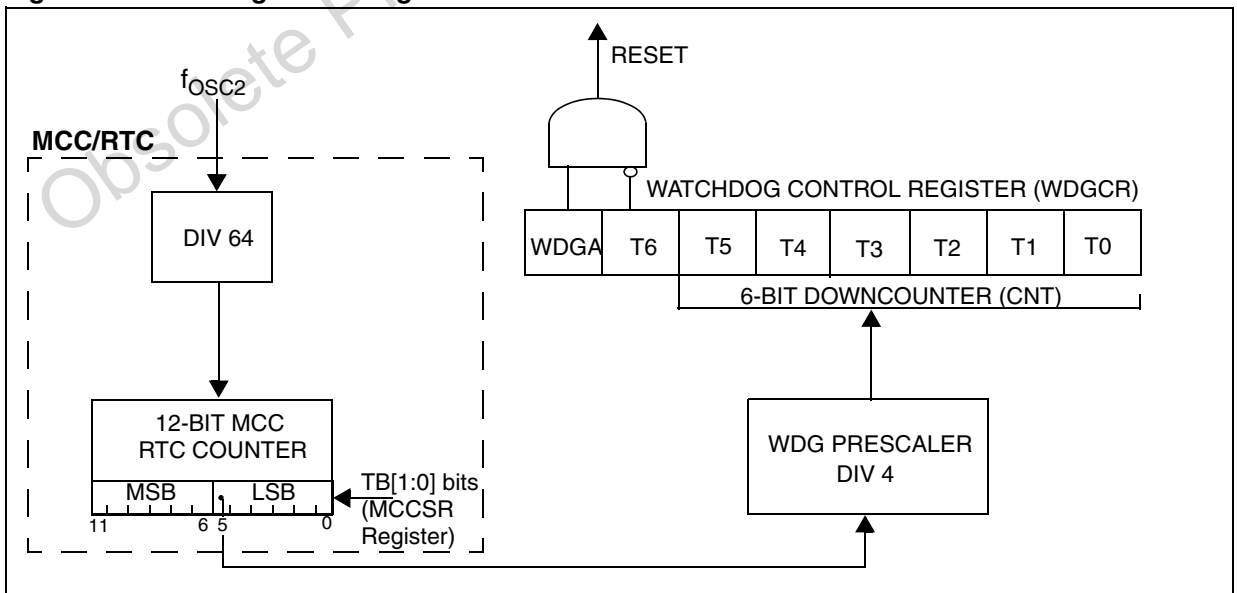 Obsolete
fOSC2
MCC/RTC
DIV 64
12-BIT MCC
RTC COUNTER
MSB
LSB
11
6 5
0
TB[1:0] bits
(MCCSR
Register)
RESET
WATCHDOG CONTROL REGISTER (WDGCR)
WDGA T6 T5 T4 T3 T2 T1 T0
6-BIT DOWNCOUNTER (CNT)
WDG PRESCALER
DIV 4